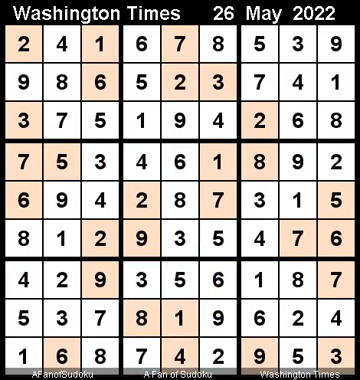 Washington Times 26 May 2022
2 4 1 6 7 8 5 3 9
9 8 6 5 2 3 7 4 1
3 7 5 1 9 4 2 6 8
7 5 3 4 6 1 8 9 2
6 9 4 2 8 7 3 1 5
8 1 2 9 3 5 4 7 6
4 2 9 3 5 6 1 8 7
5 3 7 8 1 9 6 2 4
1 6 8 7 4 2 9 5 3
AFanofSudoku A Fan of Sudoku Washington Times